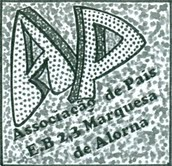 AP
Associação de Pais
E.B.2.3 Marquesa
de Alorna